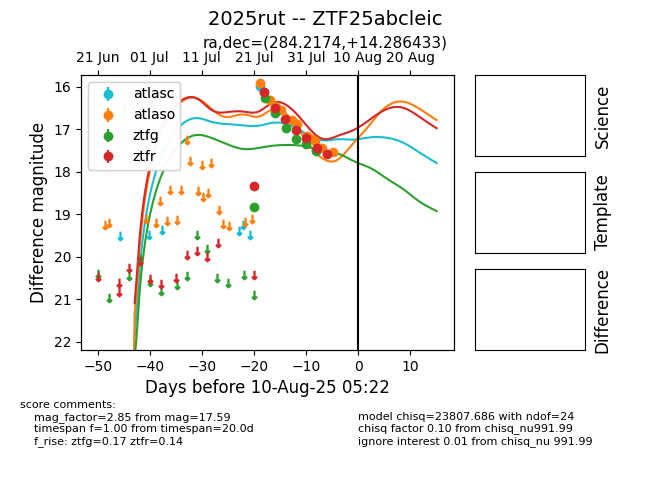 2025rut -- ZTF25abcleic
ra,dec=(284.2174,+14.286433)
21 Jun 01 Jul 11 Jul 21 Jul 31 Jul 10 Aug 20 Aug
atlasc
atlaso
ztfg
ztfr
16
17
18
19
20
21
22
Difference magnitude
−50 −40 −30 −20 −10 0 10
Days before 10-Aug-25 05:22
Science
Template
Difference
score comments:
mag_factor=2.85 from mag=17.59
timespan f=1.00 from timespan=20.0d
f_rise: ztfg=0.17 ztfr=0.14
model chisq=23807.686 with ndof=24
chisq factor 0.10 from chisq_nu991.99
ignore interest 0.01 from chisq_nu 991.99